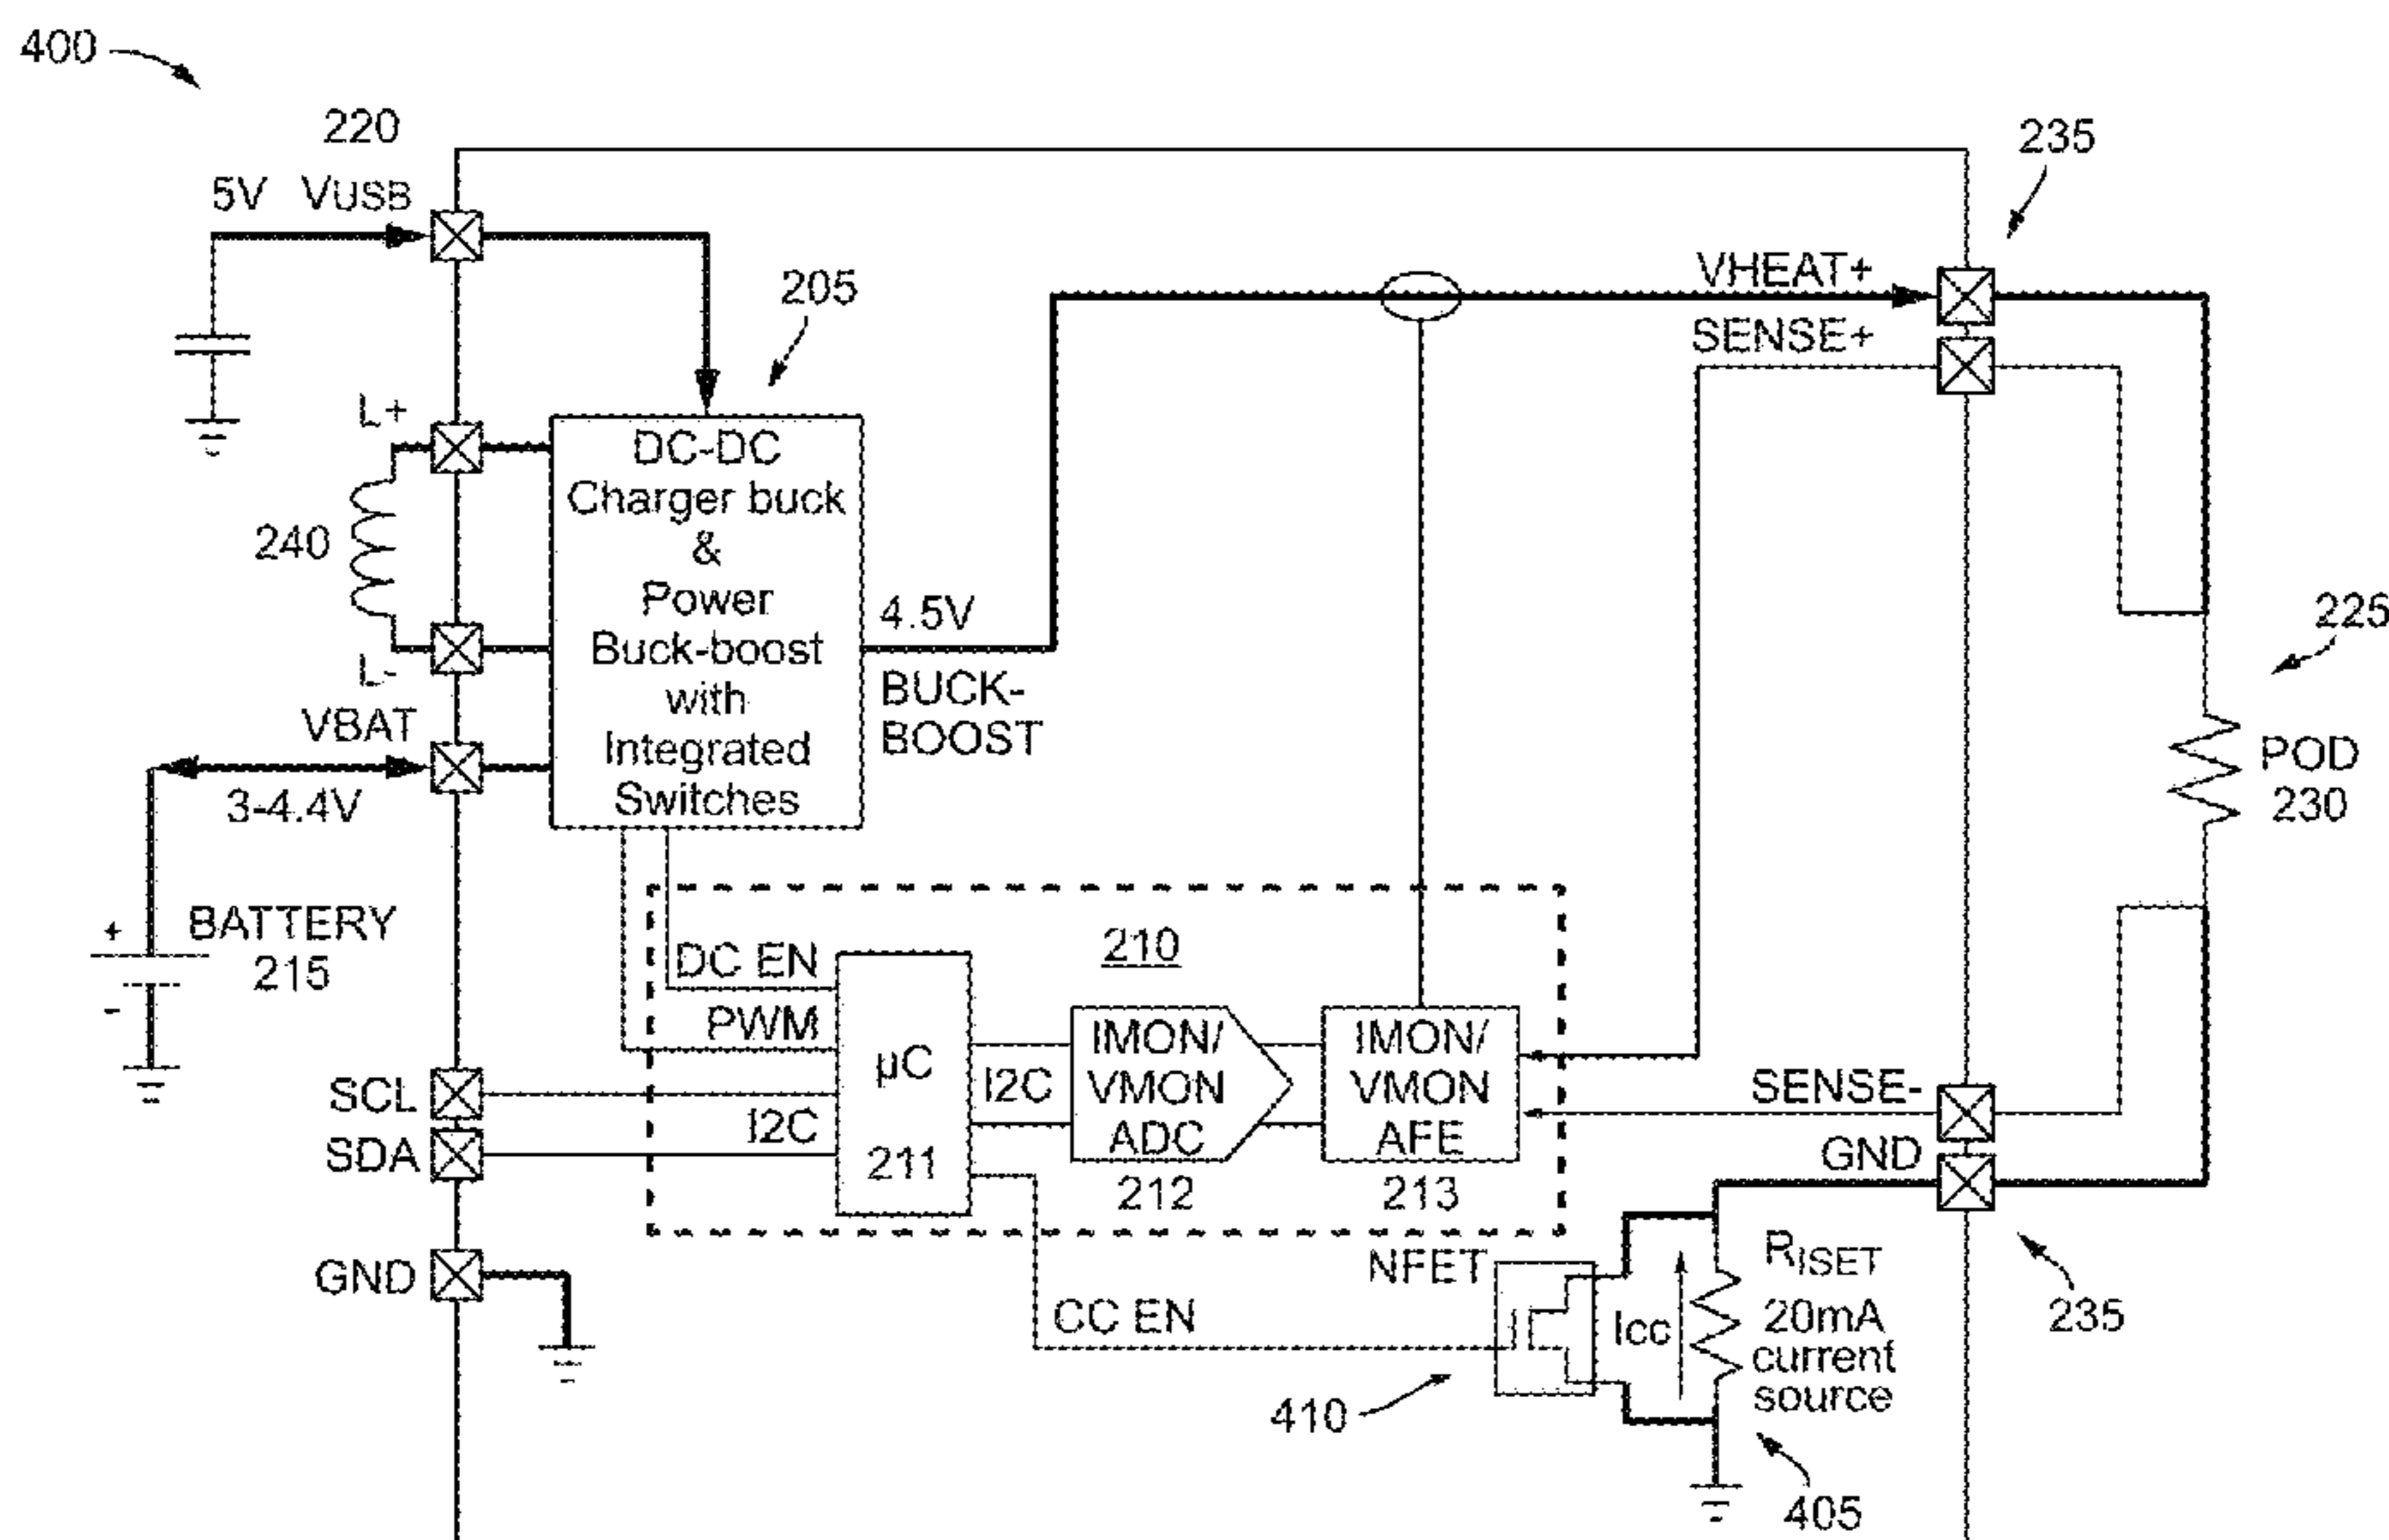 400
220
235
5V VUSB
205
VHEAT+
SENSE+
L+
DC-DC
Charger buck
&
Power
Buck-boost
with
Integrated
Switches
240
4.5V
225
L-
BUCK-
BOOST
VBAT
POD
230
3-4.4V
+
BATTERY
215
-
DC EN
210
PWM
µC
211
I2C
IMON/
VMON
ADC
212
IMON/
VMON
AFE
213
SCL
I2C
SDA
SENSE-
GND
GND
NFET
RISET
CC EN
Icc
20mA
current
source
235
410
405